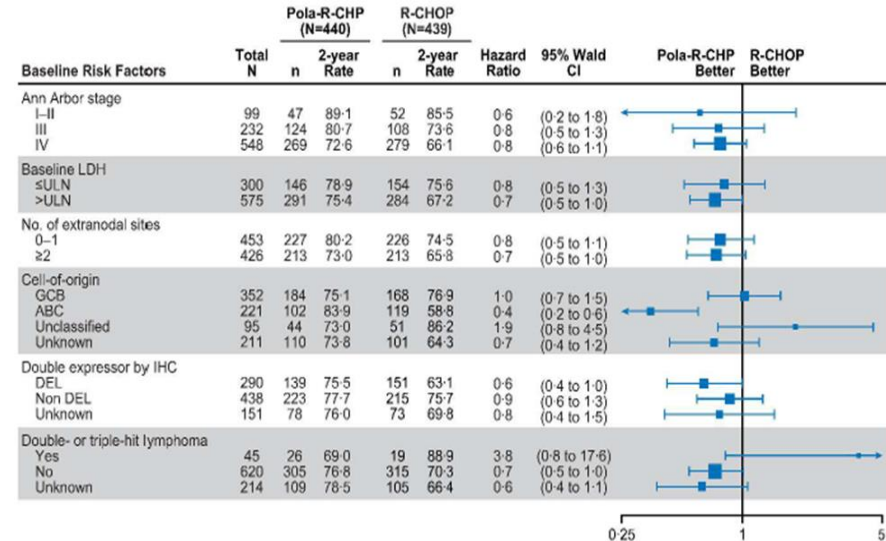 Pola-R-CHP (N=440) R-CHOP (N=439)
Baseline Risk Factors Total N n 2-year Rate n 2-year Rate Hazard Ratio 95% Wald CI Pola-R-CHP Better R-CHOP Better
Ann Arbor stage
I–II 99 47 89·1 52 85·5 0·6 (0·2 to 1·8)
III 232 124 80·7 108 73·6 0·8 (0·5 to 1·3)
IV 548 269 72·6 279 66·1 0·8 (0·6 to 1·1)
Baseline LDH
≤ULN 300 146 78·9 154 75·6 0·8 (0·5 to 1·3)
>ULN 575 291 75·4 284 67·2 0·7 (0·5 to 1·0)
No. of extranodal sites
0–1 453 227 80·2 226 74·5 0·8 (0·5 to 1·1)
≥2 426 213 73·0 213 65·8 0·7 (0·5 to 1·0)
Cell-of-origin
GCB 352 184 75·1 168 76·9 1·0 (0·7 to 1·5)
ABC 221 102 83·9 119 58·8 0·4 (0·2 to 0·6)
Unclassified 95 44 73·0 51 86·2 1·9 (0·8 to 4·5)
Unknown 211 110 73·8 101 64·3 0·7 (0·4 to 1·2)
Double expressor by IHC
DEL 290 139 75·5 151 63·1 0·6 (0·4 to 1·0)
Non DEL 438 223 77·7 215 75·7 0·9 (0·6 to 1·3)
Unknown 151 78 76·0 73 69·8 0·8 (0·4 to 1·5)
Double- or triple-hit lymphoma
Yes 45 26 69·0 19 88·9 3·8 (0·8 to 17·6)
No 620 305 76·8 315 70·3 0·7 (0·5 to 1·0)
Unknown 214 109 78·5 105 66·4 0·6 (0·4 to 1·1)
0·25 1 5